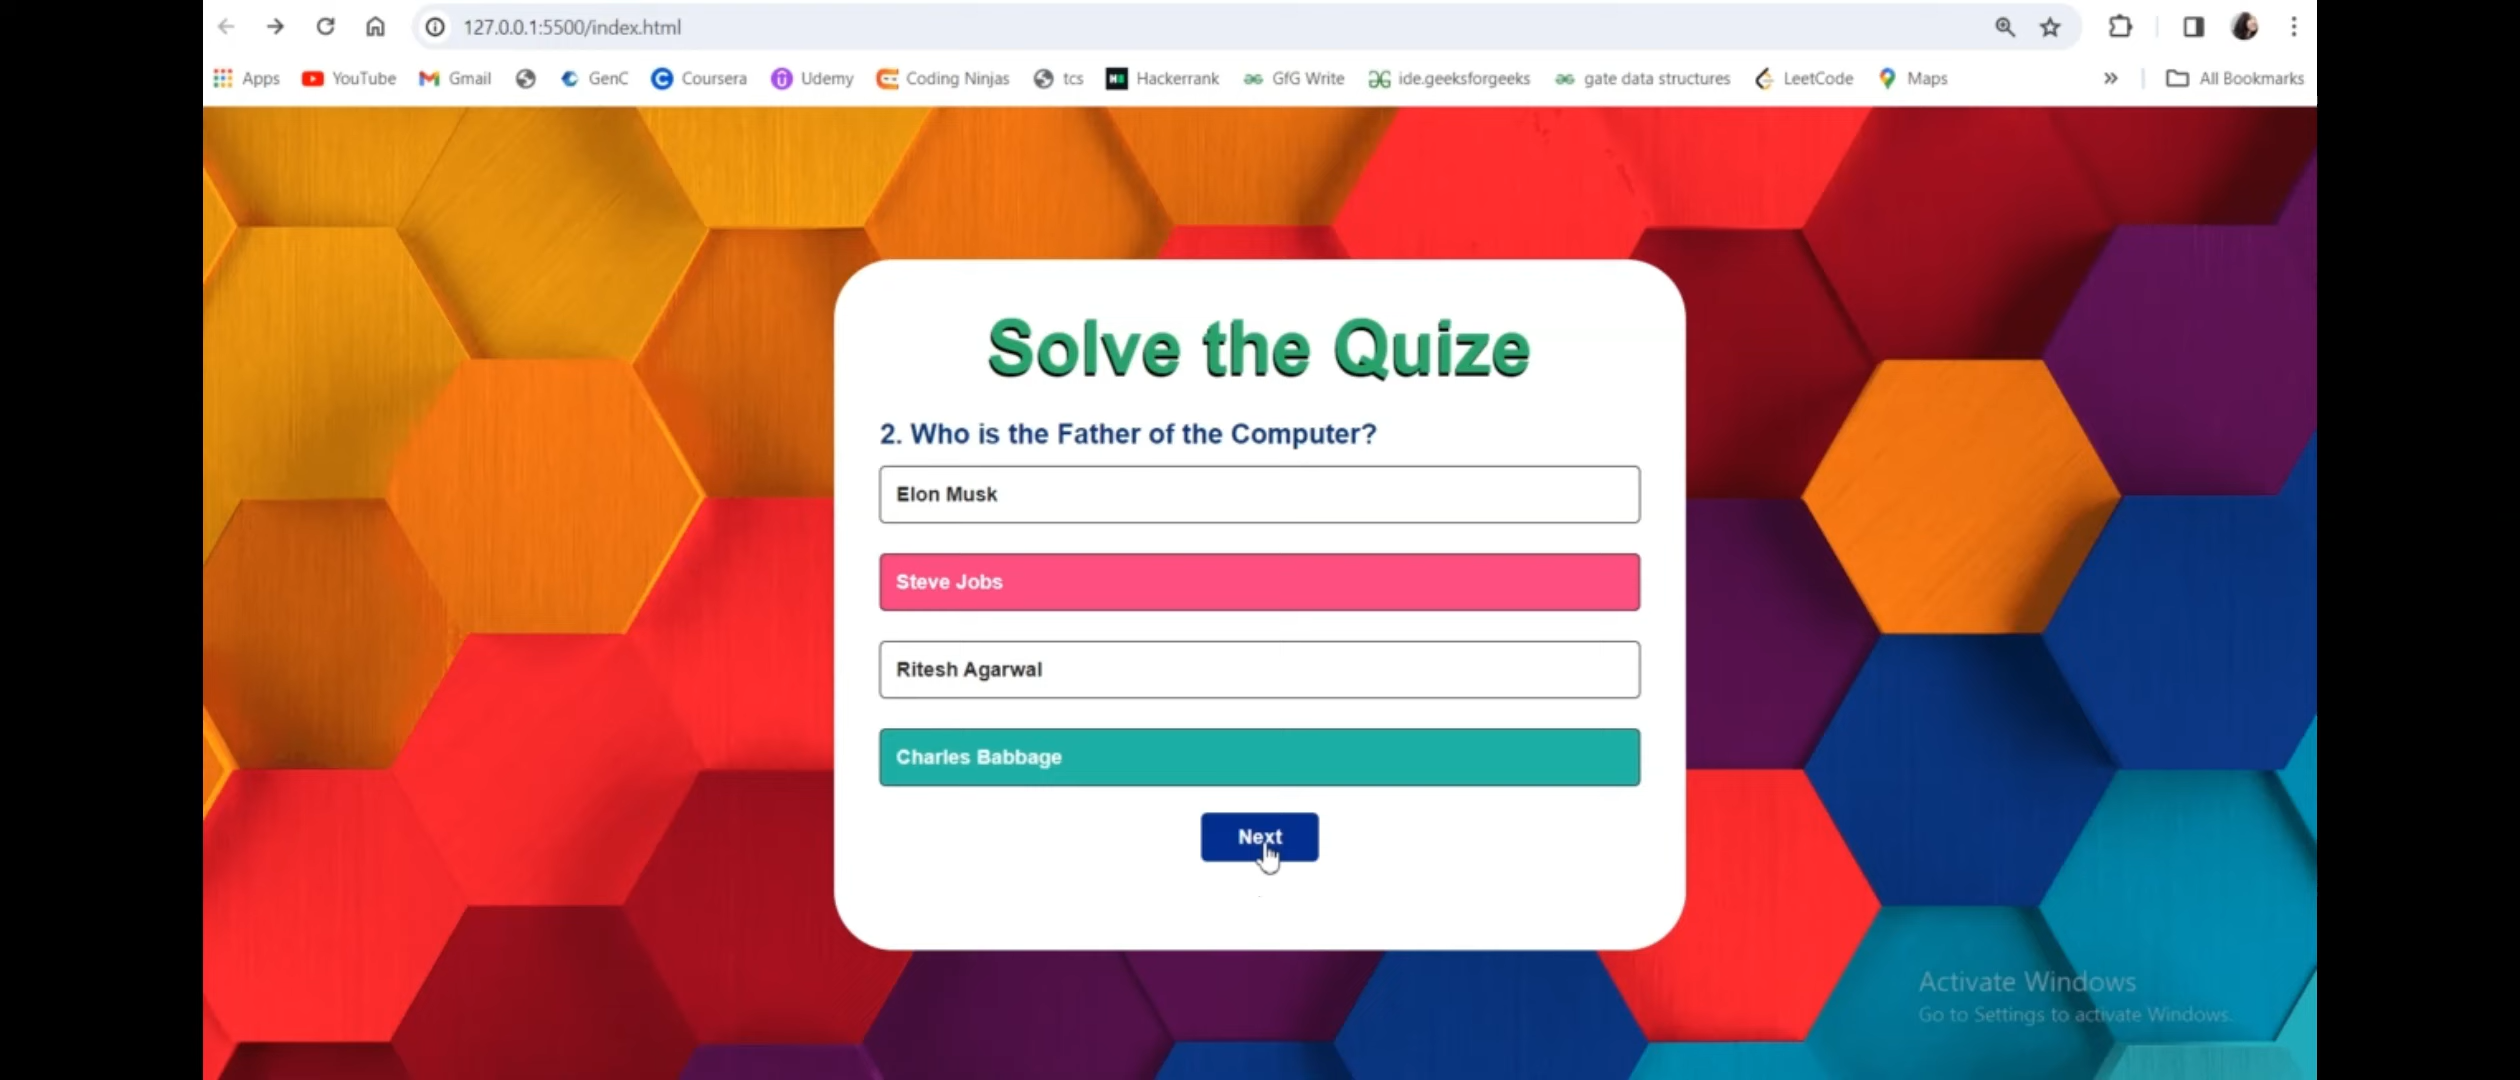 127.0.0.1:5500/index.html
Apps YouTube Gmail GenC Coursera Udemy Coding Ninjas tcs Hackerrank GfG Write ide.geeksforgeeks gate data structures LeetCode Maps » All Bookmarks
Solve the Quize
2. Who is the Father of the Computer?
Elon Musk
Steve Jobs
Ritesh Agarwal
Charles Babbage
Next
Activate Windows
Go to Settings to activate Windows.